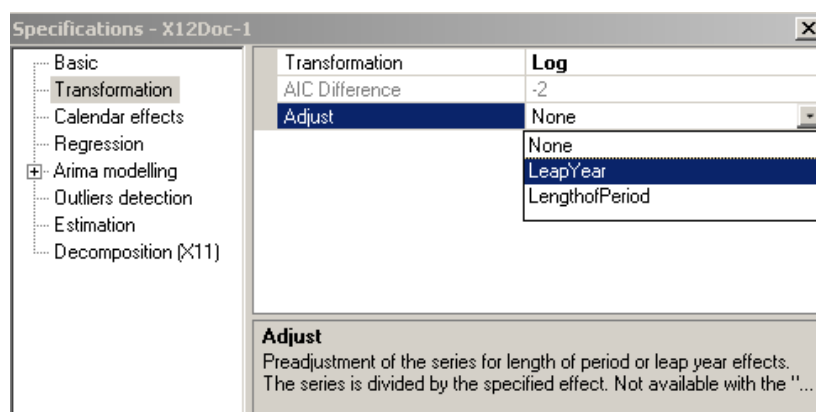 Specifications - X12Doc-1
Basic
Transformation
Calendar effects
Regression
Arima modelling
Outliers detection
Estimation
Decomposition (X11)
Transformation Log
AIC Difference -2
Adjust None
None
LeapYear
LengthofPeriod
Adjust
Preadjustment of the series for length of period or leap year effects.
The series is divided by the specified effect. Not available with the "...